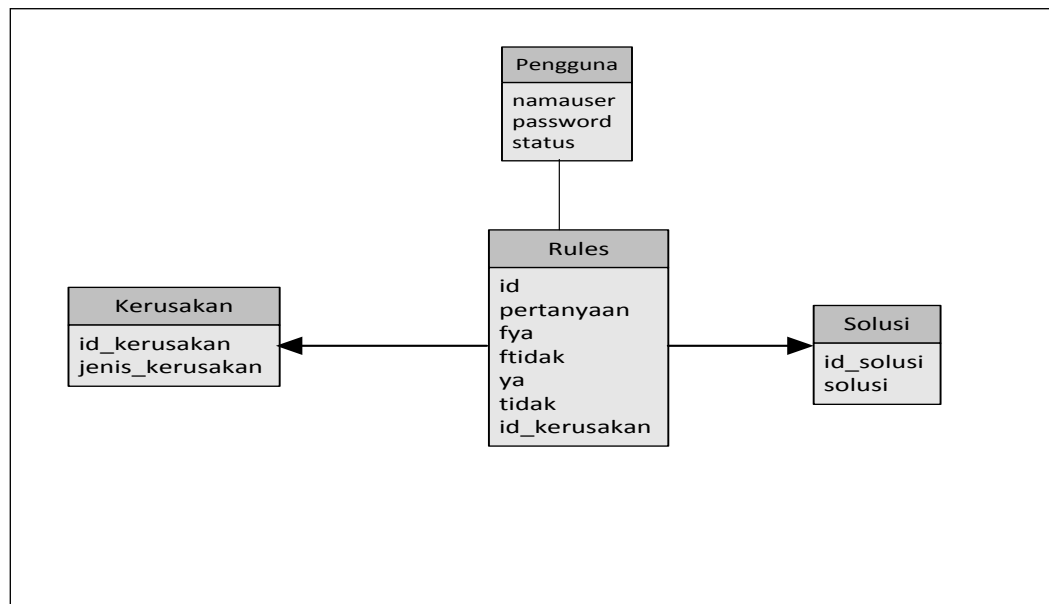 Pengguna
namauser
password
status
Rules
id
pertanyaan
fya
ftidak
ya
tidak
id_kerusakan
Kerusakan
id_kerusakan
jenis_kerusakan
Solusi
id_solusi
solusi